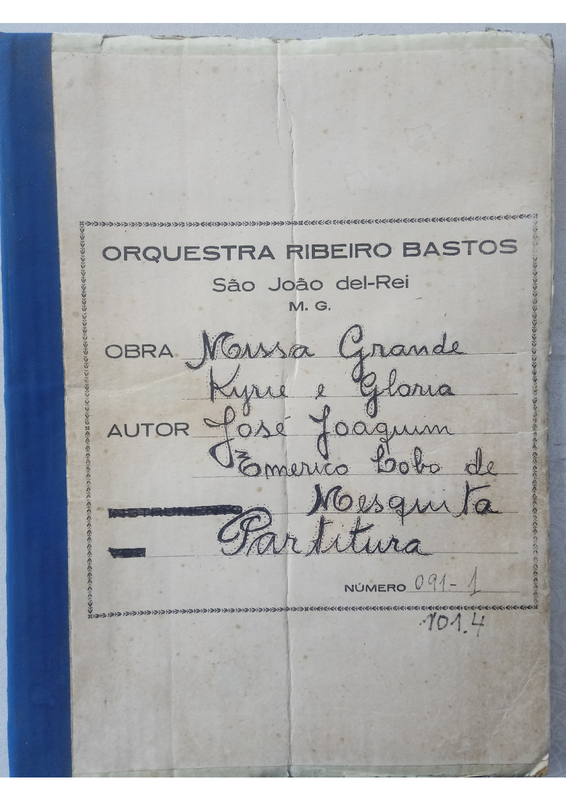 ORQUESTRA RIBEIRO BASTOS
São João del-Rei
M. G.
OBRA Missa Grande
Kyrie e Gloria
AUTOR José Joaquim
Emerico Lobo de
INSTRUMENTO Mesquita
Partitura
NÚMERO 091-1
101.4